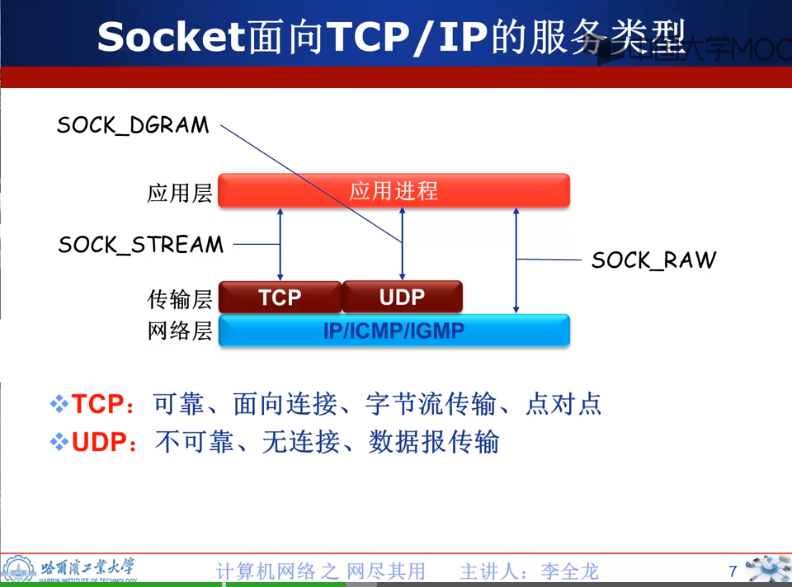 Socket面向TCP/IP的服务类型
中国大学MOO
SOCK_DGRAM
应用层
应用进程
SOCK_STREAM
SOCK_RAW
传输层
TCP
UDP
网络层
IP/ICMP/IGMP
TCP： 可靠、面向连接、字节流传输、点对点
UDP： 不可靠、无连接、数据报传输
哈尔滨工业大学
HARBIN INSTITUTE OF TECHNOLOGY
计算机网络之 网尽其用 主讲人：李全龙
7